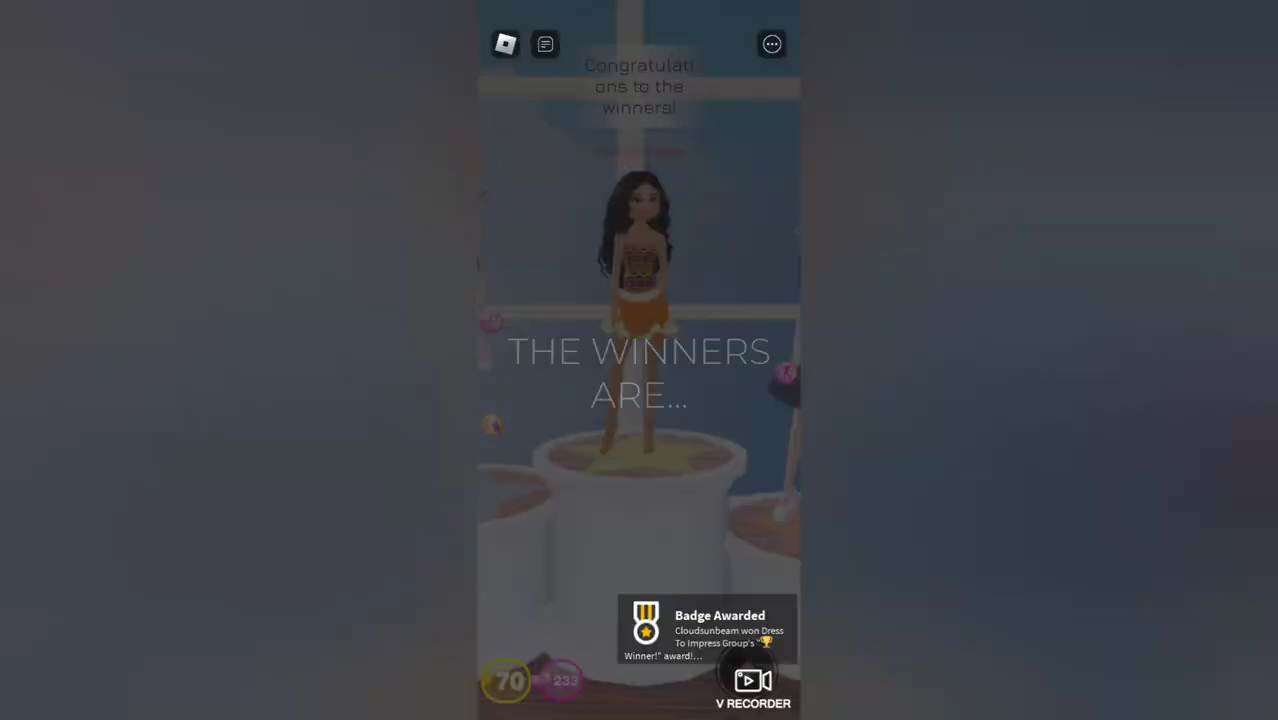 Congratulati
ons to the
winners!
THE WINNERS
ARE...
Badge Awarded
Cloudsunbeam won Dress
To Impress Group's "🏆
Winner!" award!...
70
233
V RECORDER